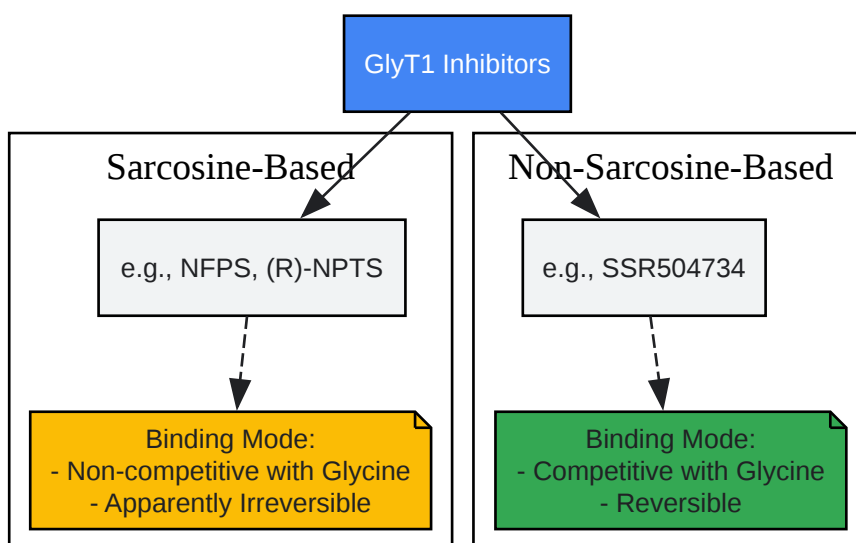 GlyT1 Inhibitors
Sarcosine-Based
e.g., NFPS, (R)-NPTS
Binding Mode:
- Non-competitive with Glycine
- Apparently Irreversible
Non-Sarcosine-Based
e.g., SSR504734
Binding Mode:
- Competitive with Glycine
- Reversible